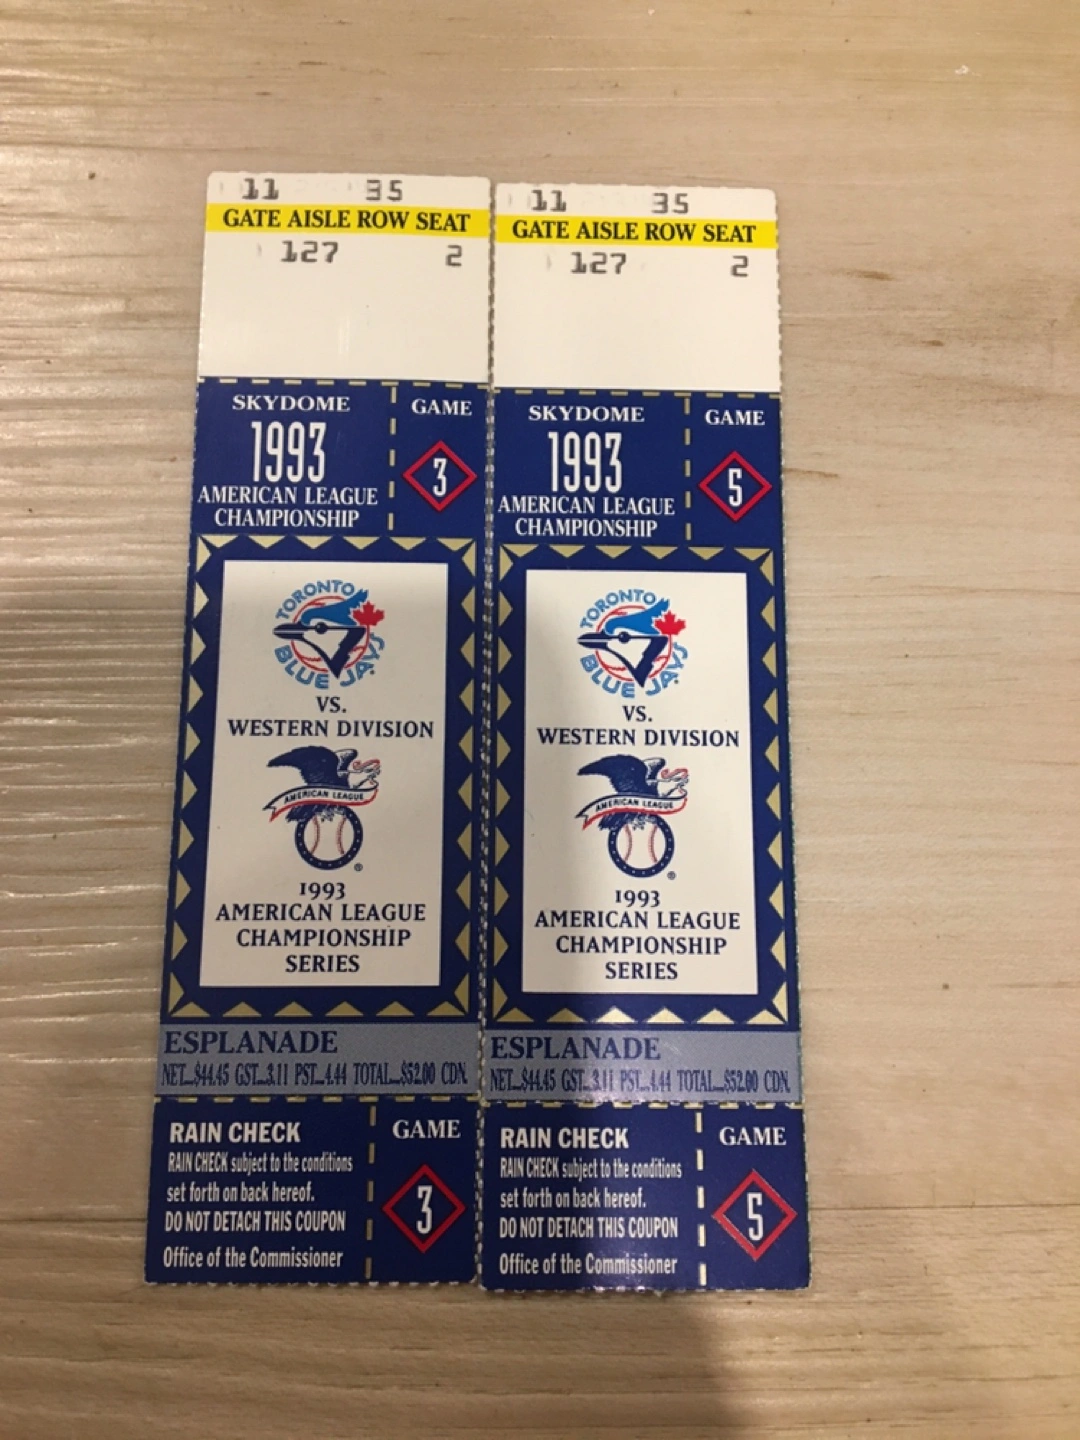 11 35
GATE AISLE ROW SEAT
127 2
SKYDOME
1993
AMERICAN LEAGUE
CHAMPIONSHIP
GAME
3
TORONTO
BLUE JAYS
VS.
WESTERN DIVISION
AMERICAN LEAGUE
®
1993
AMERICAN LEAGUE
CHAMPIONSHIP
SERIES
ESPLANADE
NET...$44.45 GST...3.11 PST...4.44 TOTAL...$52.00 CDN.
RAIN CHECK
RAIN CHECK subject to the conditions
set forth on back hereof.
DO NOT DETACH THIS COUPON
Office of the Commissioner
GAME
3
11 35
GATE AISLE ROW SEAT
127 2
SKYDOME
1993
AMERICAN LEAGUE
CHAMPIONSHIP
GAME
5
TORONTO
BLUE JAYS
VS.
WESTERN DIVISION
AMERICAN LEAGUE
®
1993
AMERICAN LEAGUE
CHAMPIONSHIP
SERIES
ESPLANADE
NET...$44.45 GST...3.11 PST...4.44 TOTAL...$52.00 CDN.
RAIN CHECK
RAIN CHECK subject to the conditions
set forth on back hereof.
DO NOT DETACH THIS COUPON
Office of the Commissioner
GAME
5